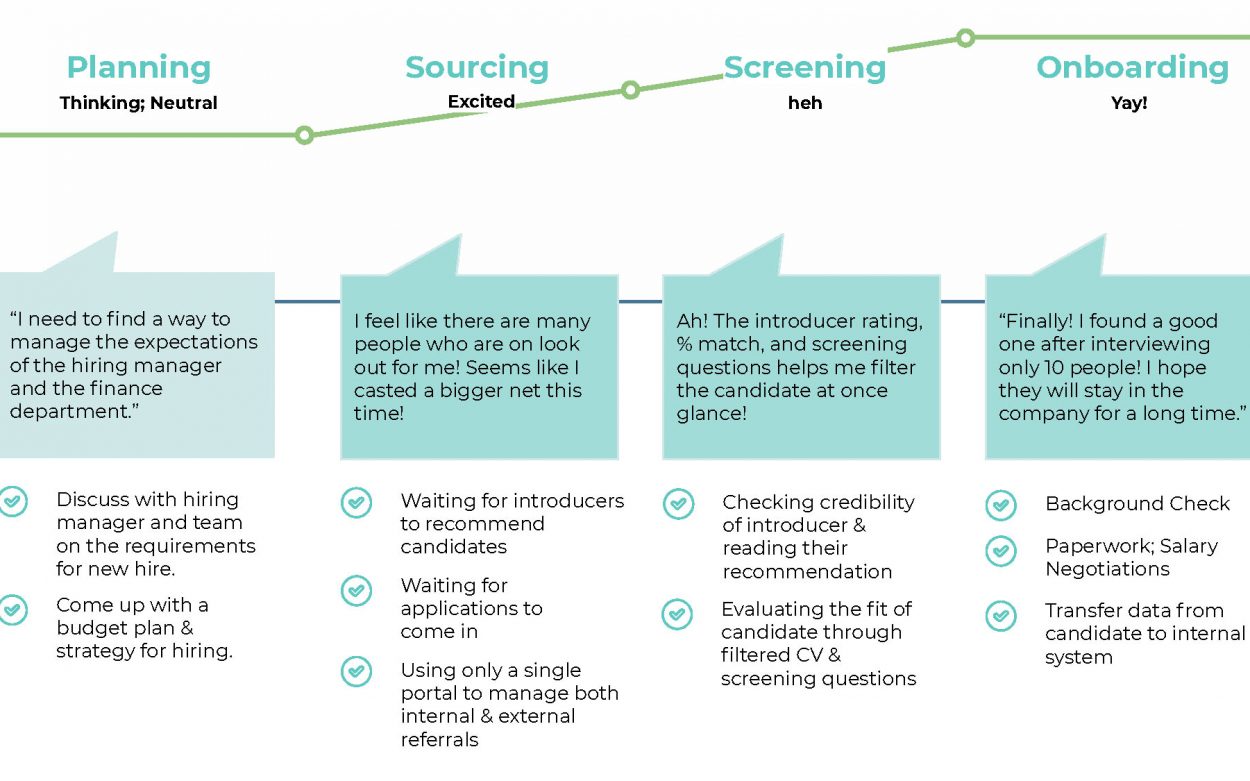 Planning
Thinking; Neutral
Sourcing
Excited
Screening
heh
Onboarding
Yay!
“I need to find a way to
manage the expectations
of the hiring manager
and the finance
department.”
I feel like there are many
people who are on look
out for me! Seems like I
casted a bigger net this
time!
Ah! The introducer rating,
% match, and screening
questions helps me filter
the candidate at once
glance!
“Finally! I found a good
one after interviewing
only 10 people! I hope
they will stay in the
company for a long time.”
Discuss with hiring
manager and team
on the requirements
for new hire.
Come up with a
budget plan &
strategy for hiring.
Waiting for introducers
to recommend
candidates
Waiting for
applications to
come in
Using only a single
portal to manage both
internal & external
referrals
Checking credibility
of introducer &
reading their
recommendation
Evaluating the fit of
candidate through
filtered CV &
screening questions
Background Check
Paperwork; Salary
Negotiations
Transfer data from
candidate to internal
system